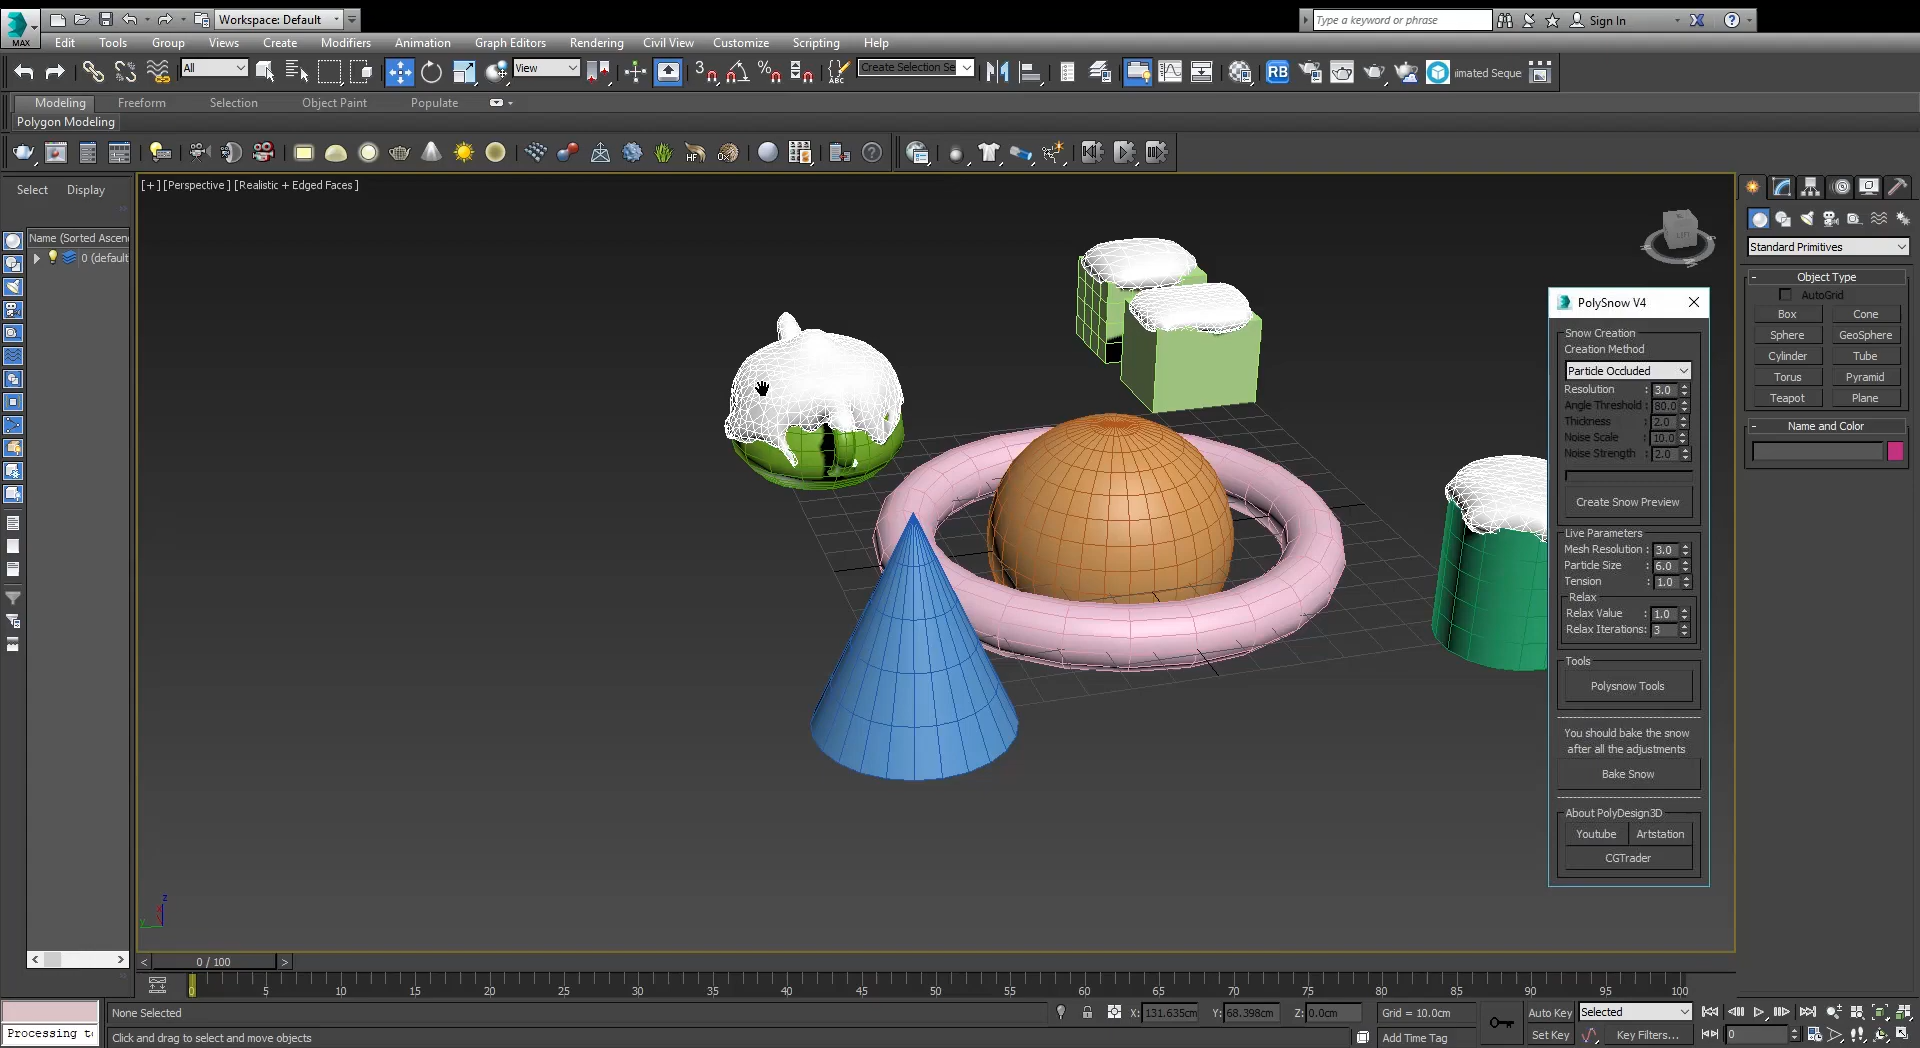 Workspace: Default
Type a keyword or phrase
Sign In
MAX
Edit Tools Group Views Create Modifiers Animation Graph Editors Rendering Civil View Customize Scripting Help
All
View
3
%
ABC
Create Selection Se
RB
imated Seque
Modeling Freeform Selection Object Paint Populate
Polygon Modeling
HF
Select Display
[+] [Perspective ] [Realistic + Edged Faces ]
Name (Sorted Ascen
0 (default
LEFT
Standard Primitives
Object Type
AutoGrid
Box Cone
Sphere GeoSphere
Cylinder Tube
Torus Pyramid
Teapot Plane
Name and Color
PolySnow V4
Snow Creation
Creation Method
Particle Occluded
Resolution : 3.0
Angle Threshold : 80.0
Thickness : 2.0
Noise Scale : 10.0
Noise Strength : 2.0
Create Snow Preview
Live Parameters
Mesh Resolution : 3.0
Particle Size : 6.0
Tension : 1.0
Relax
Relax Value : 1.0
Relax Iterations: 3
Tools
Polysnow Tools
You should bake the snow
after all the adjustments
Bake Snow
About PolyDesign3D
Youtube Artstation
CGTrader
z
y
< 0 / 100 >
0 5 10 15 20 25 30 35 40 45 50 55 60 65 70 75 80 85 90 95 100
None Selected
X: 131.635cm Y: 68.398cm Z: 0.0cm
Grid = 10.0cm
Auto Key Selected
Processing to
Click and drag to select and move objects
Add Time Tag
Set Key Key Filters...
0